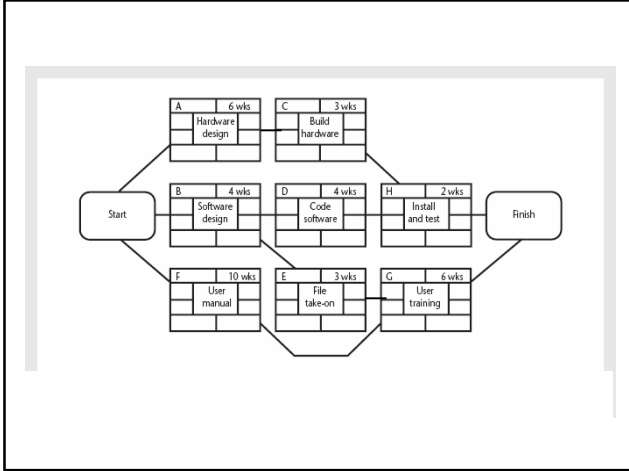 A 6 wks
Hardware
design
C 3 wks
Build
hardware
Start
B 4 wks
Software
design
D 4 wks
Code
software
H 2 wks
Install
and test
Finish
F 10 wks
User
manual
E 3 wks
File
take-on
G 6 wks
User
training